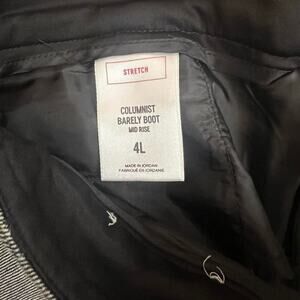 STRETCH
COLUMNIST
BARELY BOOT
MID RISE
4L
MADE IN JORDAN
FABRIQUÉ EN JORDANIE